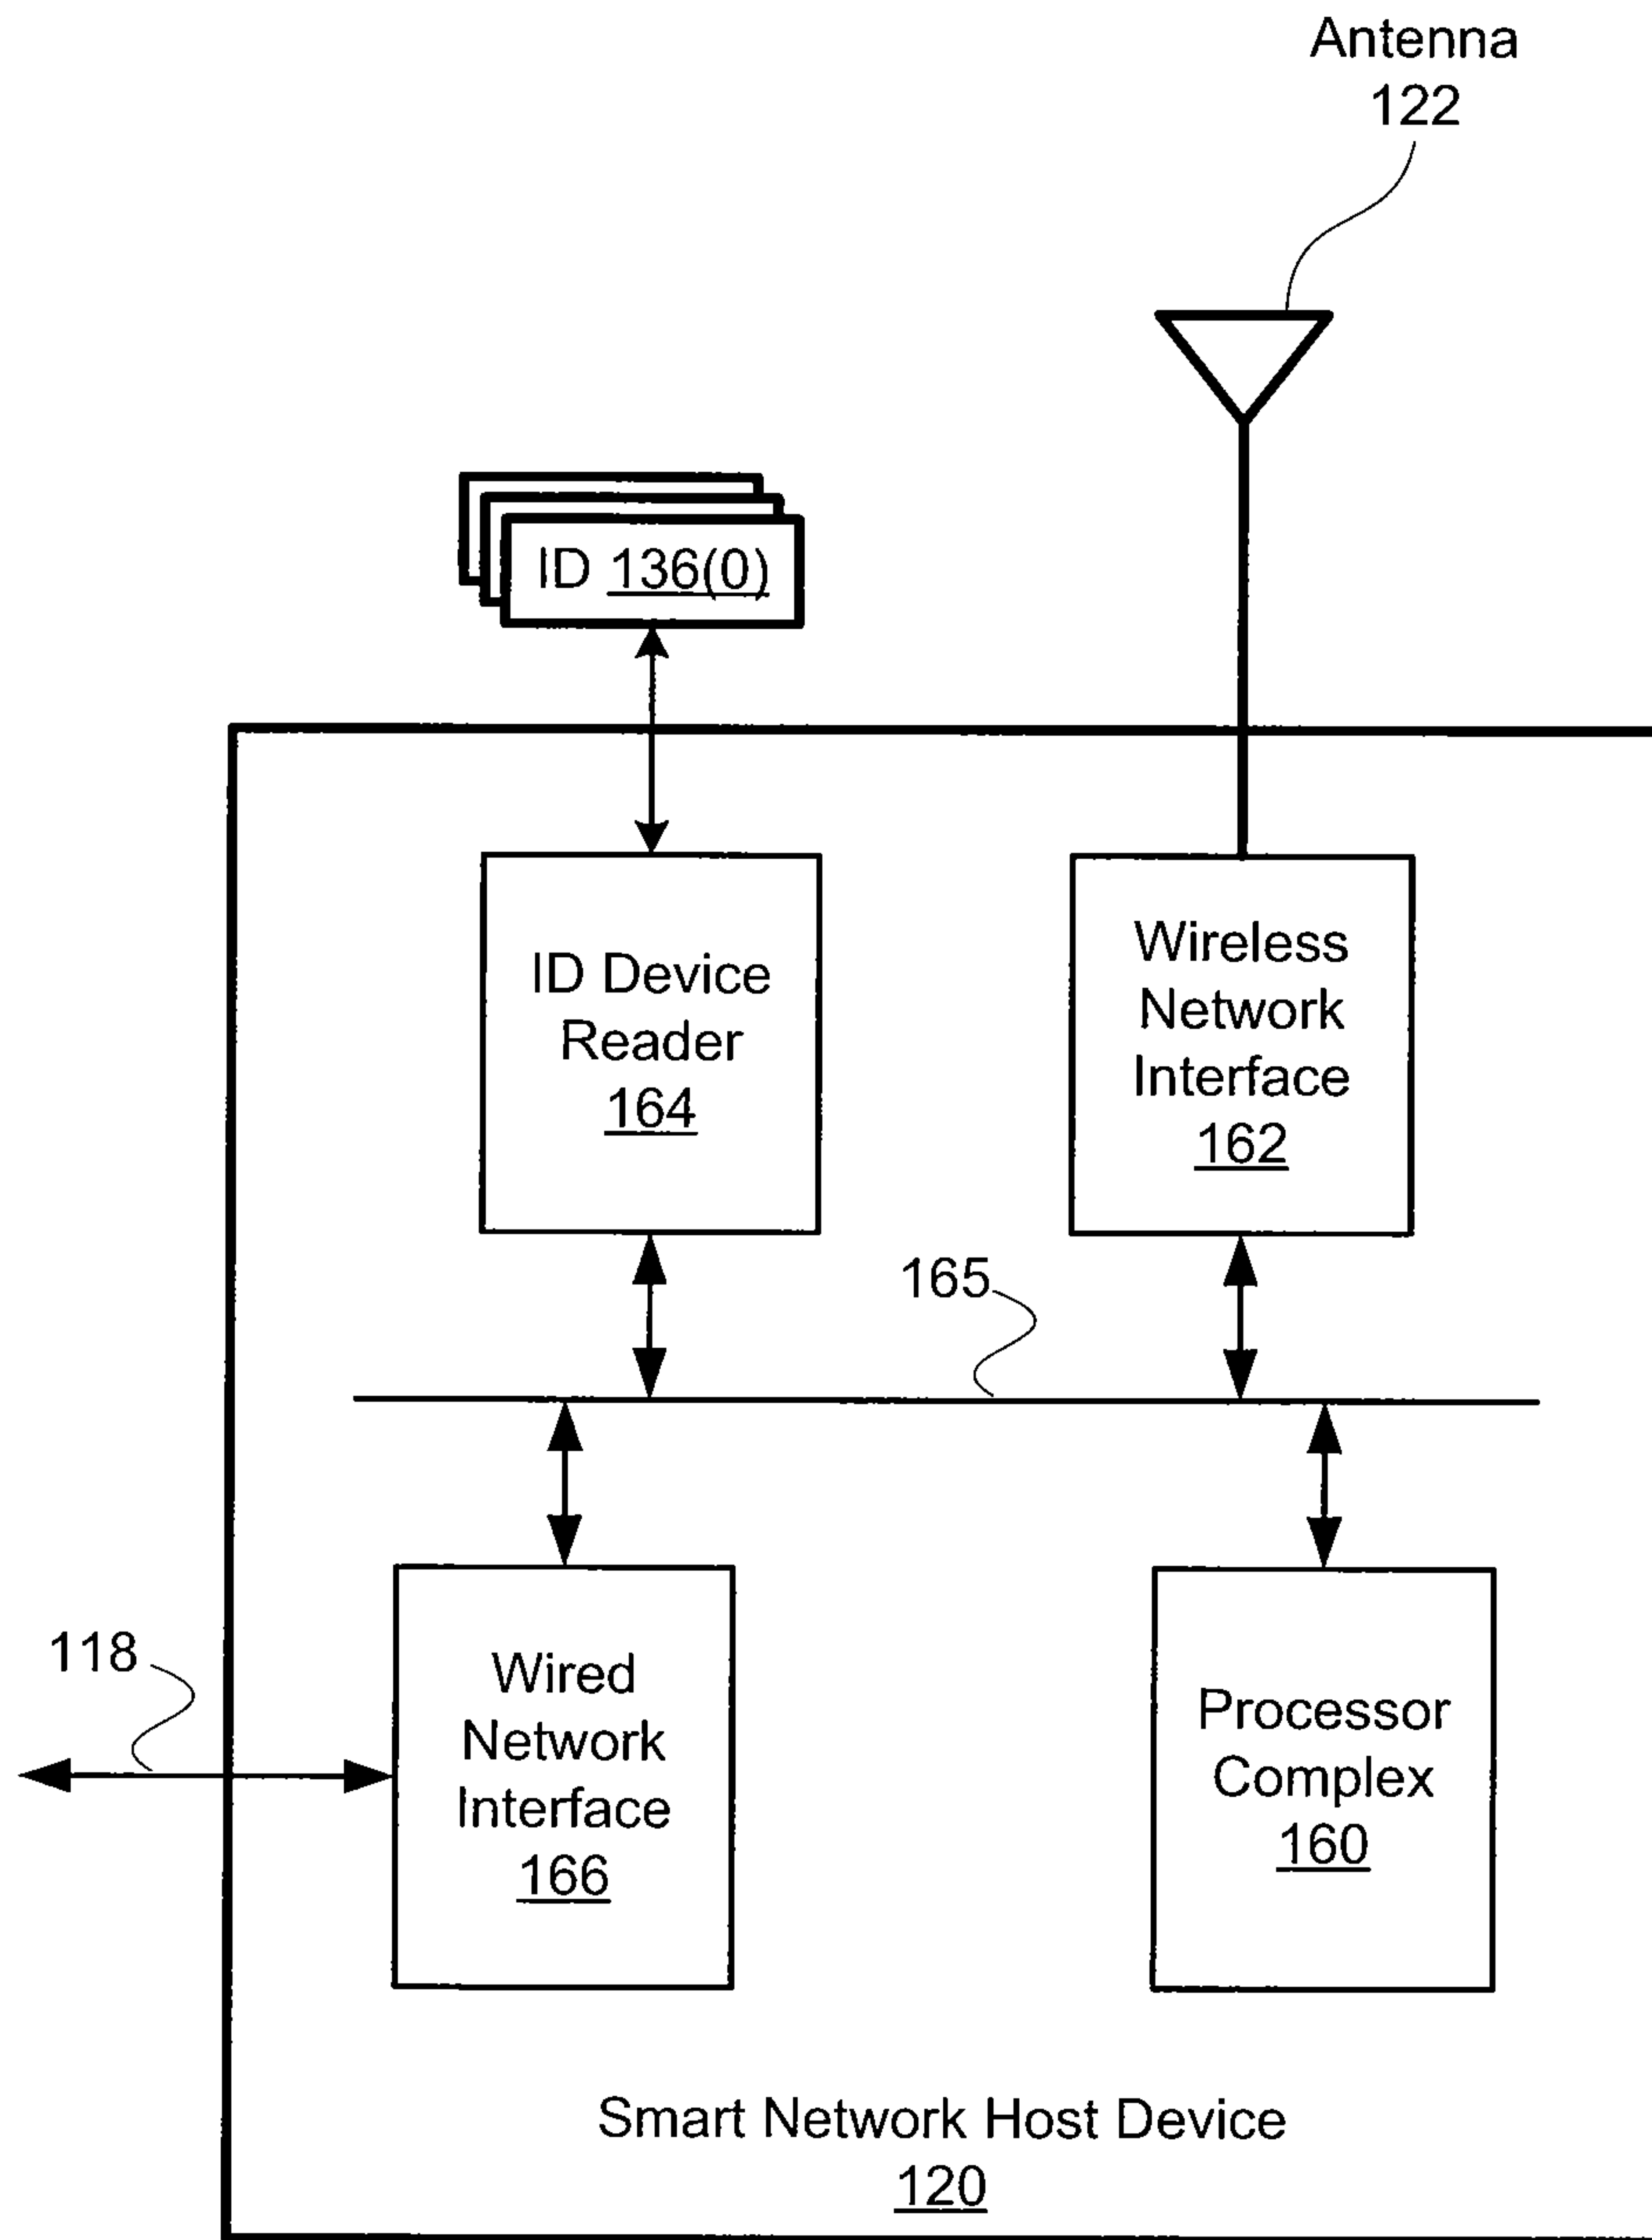 Antenna
122
ID 136(0)
ID Device
Reader
164
Wireless
Network
Interface
162
165
118
Wired
Network
Interface
166
Processor
Complex
160
Smart Network Host Device
120